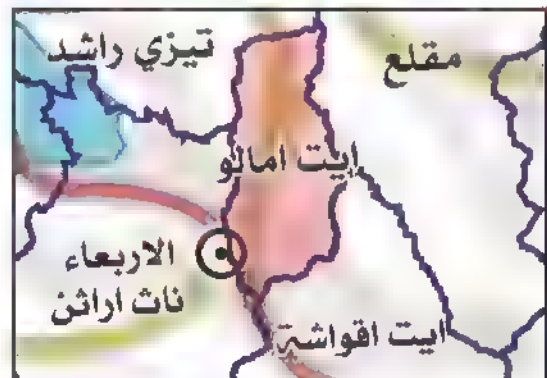 مقلع
تيزي راشد
ايت امالو
الاربعاء
ناث اراثن
ايت اقواشة